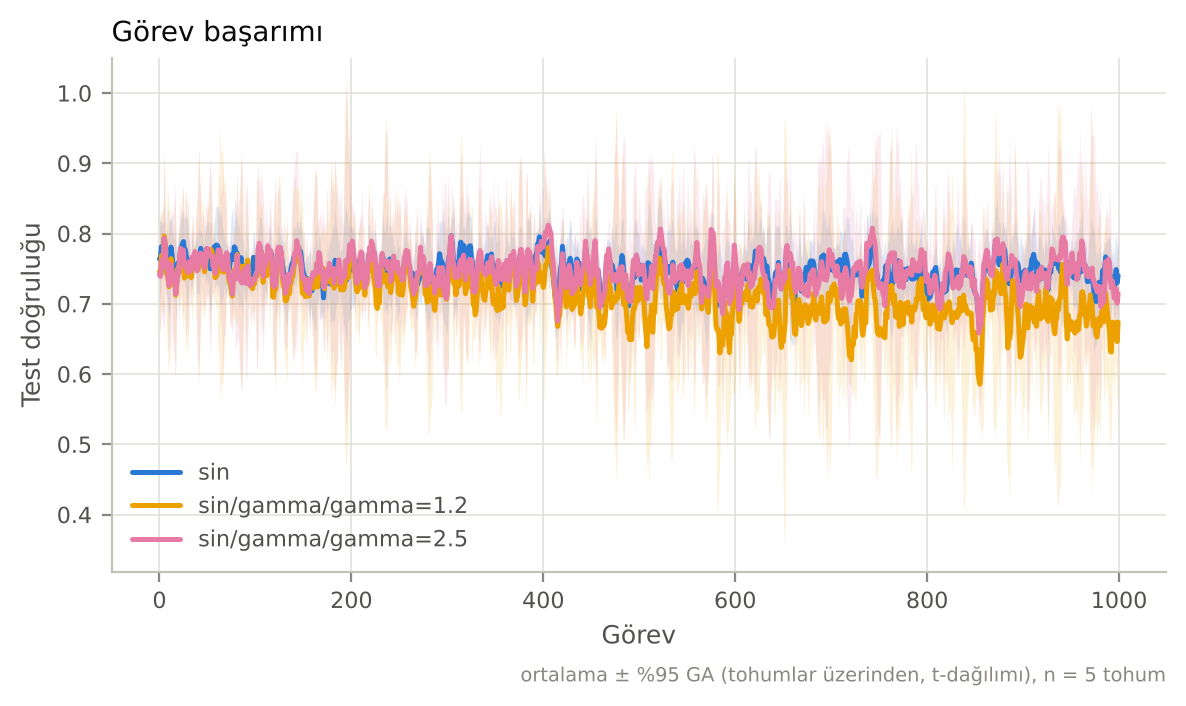 Görev başarımı
1.0
0.9
0.8
0.7
0.6
0.5
0.4
Test doğruluğu
sin
sin/gamma/gamma=1.2
sin/gamma/gamma=2.5
0 200 400 600 800 1000
Görev
ortalama ± %95 GA (tohumlar üzerinden, t-dağılımı), n = 5 tohum